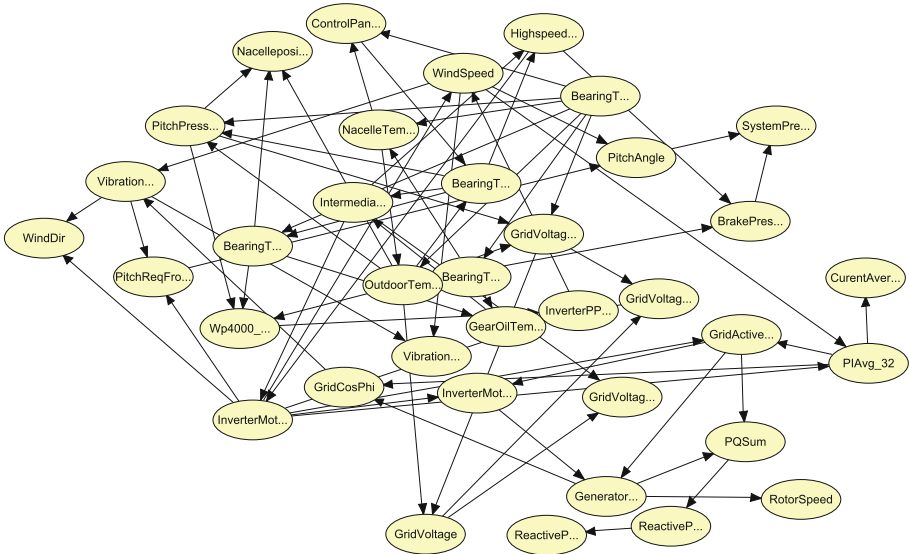 ControlPan...
Highspeed...
Nacelleposi...
WindSpeed
BearingT...
PitchPress...
NacelleTem...
SystemPre...
PitchAngle
Vibration...
BearingT...
Intermedia...
BrakePres...
WindDir
BearingT...
GridVoltag...
PitchReqFro...
OutdoorTem...
BearingT...
CurentAver...
GridVoltag...
InverterPP...
Wp4000_...
GearOilTem...
GridActive...
Vibration...
PIAvg_32
GridCosPhi
InverterMot...
GridVoltag...
InverterMot...
PQSum
Generator...
RotorSpeed
GridVoltage
ReactiveP...
ReactiveP...